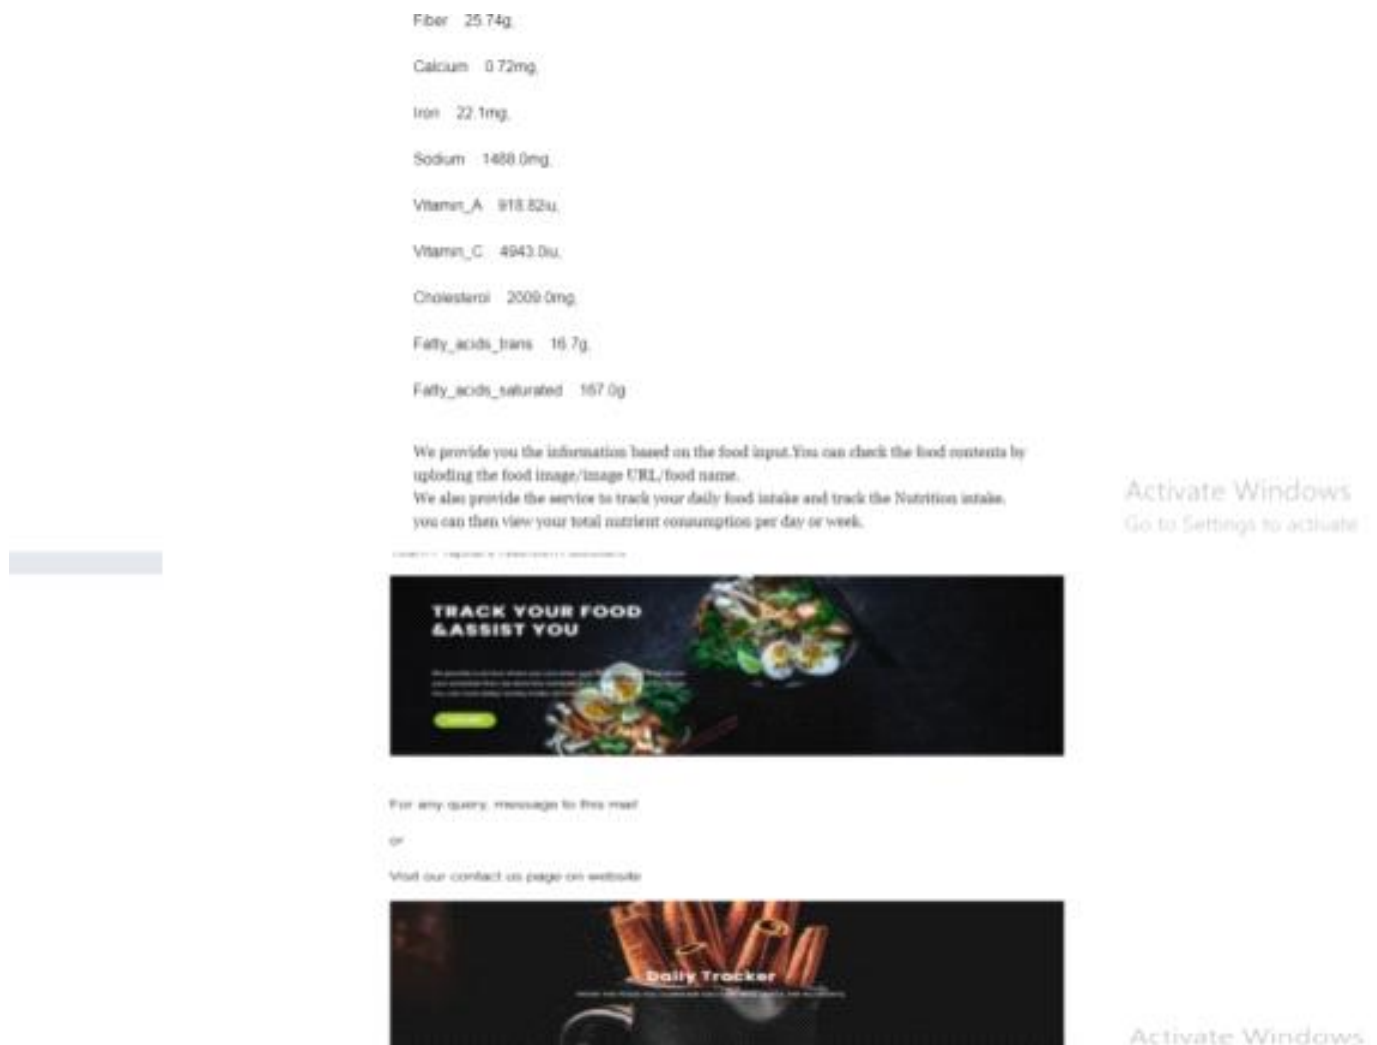 Fiber 25.74g,
Calcium 0.72mg,
Iron 22.1mg,
Sodium 1488.0mg,
Vitamin_A 918.82iu,
Vitamin_C 4943.0iu,
Cholesterol 2009.0mg,
Fatty_acids_trans 16.7g,
Fatty_acids_saturated 167.0g
We provide you the information based on the food input.You can check the food contents by
uploding the food image/image URL/food name.
We also provide the service to track your daily food intake and track the Nutrition intake.
you can then view your total nutrient consumption per day or week.
Activate Windows
Go to Settings to activate
TRACK YOUR FOOD
&ASSIST YOU
For any query, message to this mail
or
Visit our contact us page on website
Daily Tracker
Activate Windows